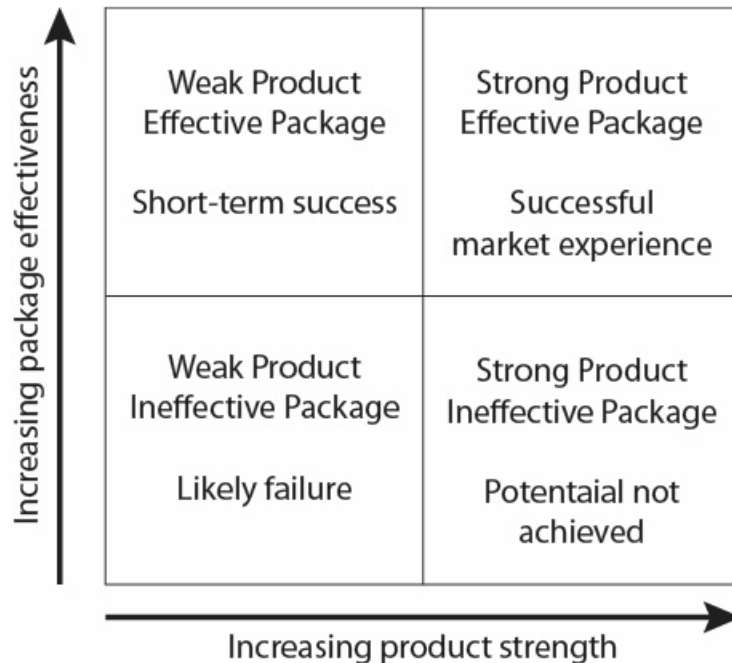 Increasing package effectiveness
Weak Product
Effective Package
Short-term success
Strong Product
Effective Package
Successful
market experience
Weak Product
Ineffective Package
Likely failure
Strong Product
Ineffective Package
Potentaial not
achieved
Increasing product strength